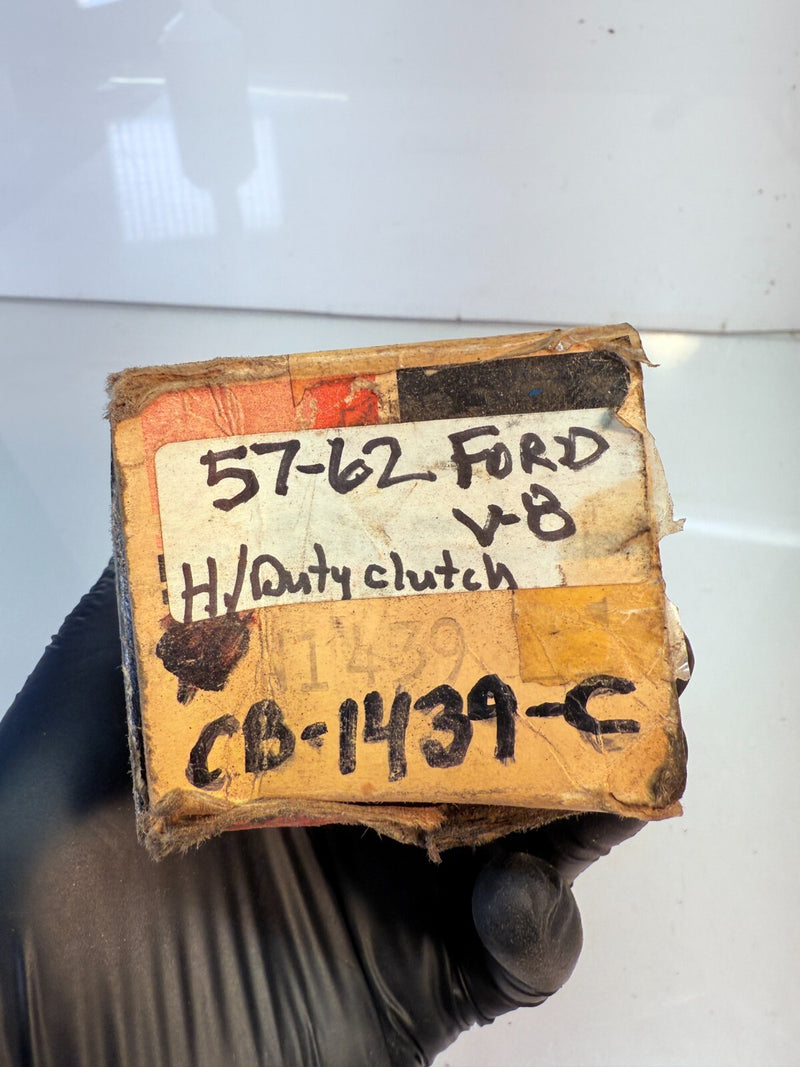 57-62 FORD
V-8
H/Duty clutch
1439
CB-1439-C